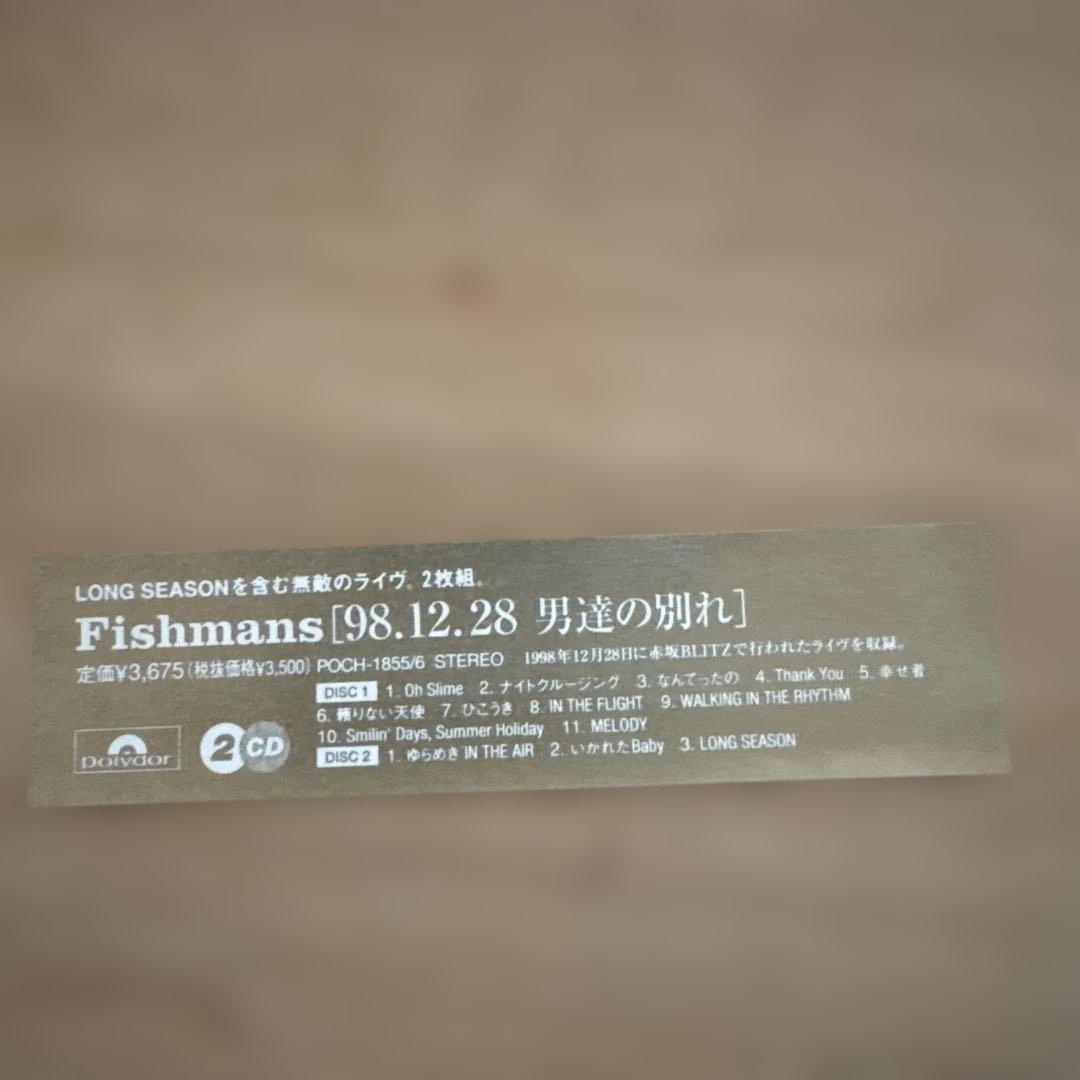 LONG SEASONを含む無敵のライヴ。2枚組。
Fishmans[98.12.28 男達の別れ]
定価¥3,675(税抜価格¥3,500) POCH-1855/6 STEREO 1998年12月28日に赤坂BLITZで行われたライヴを収録。
DISC 1 1. Oh Slime 2. ナイトクルージング 3. なんてったの 4. Thank You 5. 幸せ者
6. 頼りない天使 7. ひこうき 8. IN THE FLIGHT 9. WALKING IN THE RHYTHM
10. Smilin' Days, Summer Holiday 11. MELODY
DISC 2 1. ゆらめき IN THE AIR 2. いかれたBaby 3. LONG SEASON
polydor
2CD